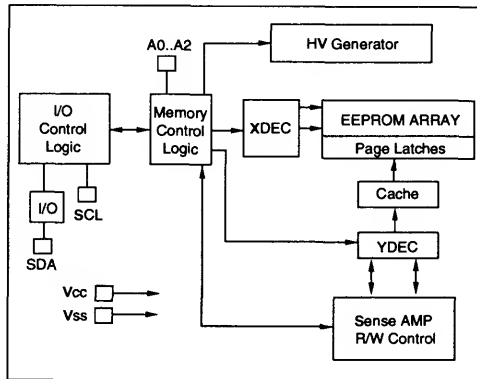 A0..A2
HV Generator
I/O
Control
Logic
Memory
Control
Logic
XDEC
EEPROM ARRAY
Page Latches
Cache
I/O
SCL
SDA
YDEC
Vcc
Vss
Sense AMP
R/W Control